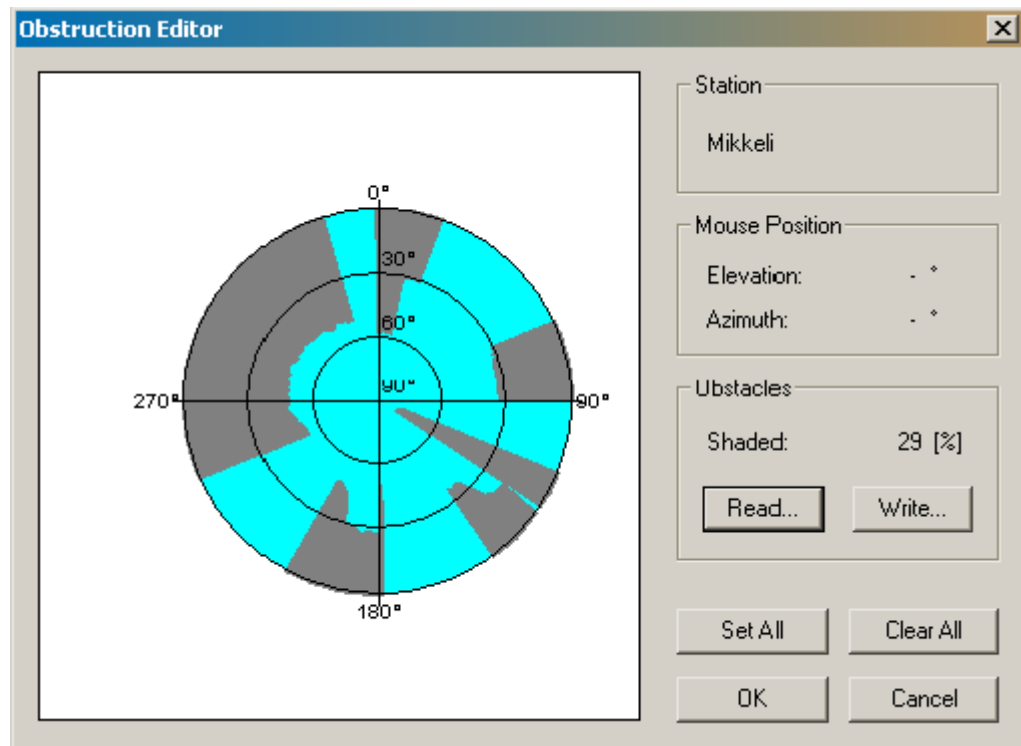 Obstruction Editor
Station
Mikkeli
0°
Mouse Position
30°
Elevation: - °
Azimuth: - °
60°
90°
Ubstacles
270° 90°
Shaded: 29 [%]
Read... Write...
180°
Set All Clear All
OK Cancel